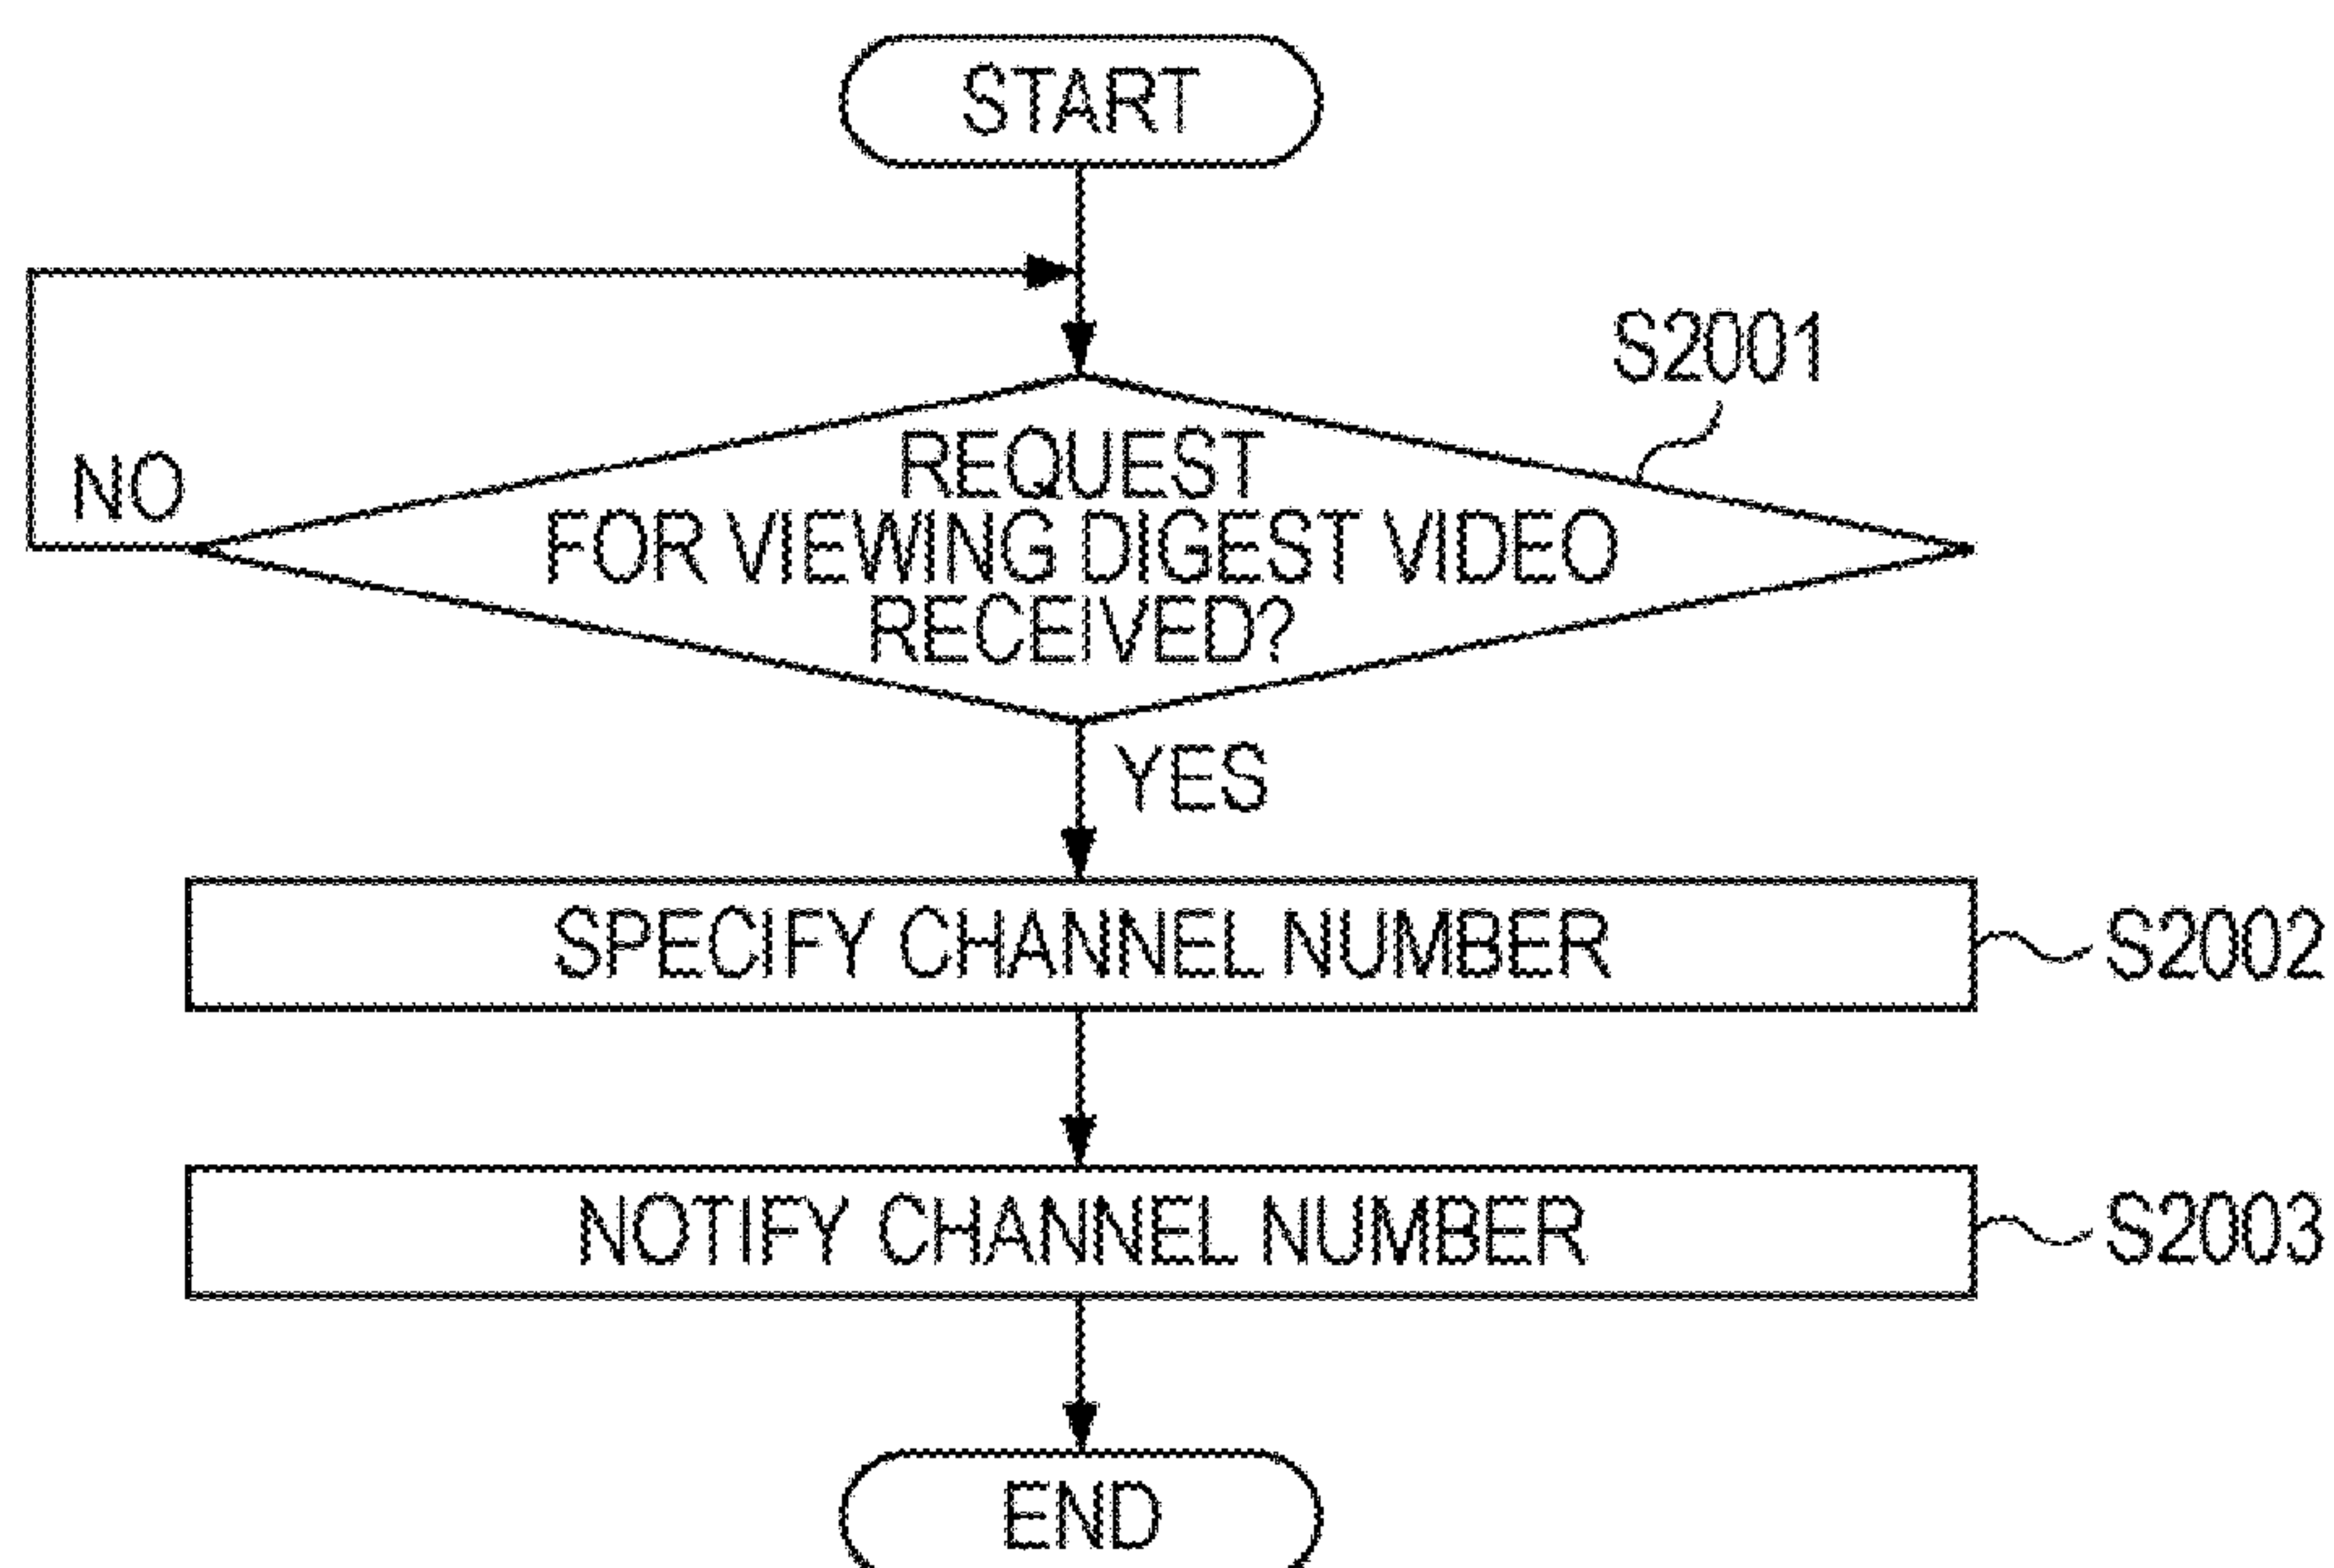 START
S2001
REQUEST
FOR VIEWING DIGEST VIDEO
RECEIVED?
NO
YES
SPECIFY CHANNEL NUMBER
S2002
NOTIFY CHANNEL NUMBER
S2003
END